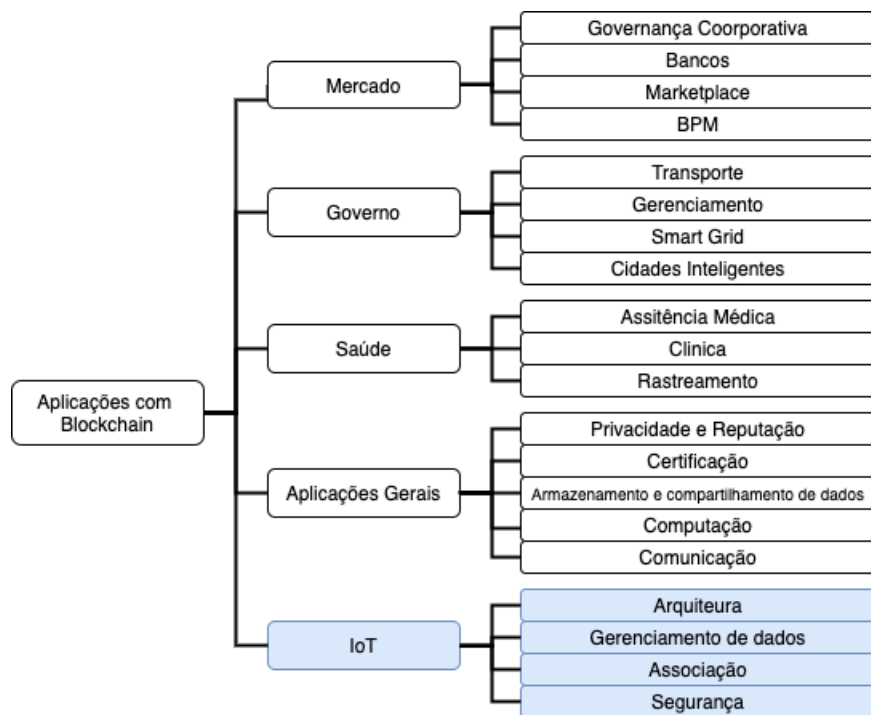 Aplicações com
Blockchain
Mercado
Governança Coorporativa
Bancos
Marketplace
BPM
Governo
Transporte
Gerenciamento
Smart Grid
Cidades Inteligentes
Saúde
Assitência Médica
Clinica
Rastreamento
Aplicações Gerais
Privacidade e Reputação
Certificação
Armazenamento e compartilhamento de dados
Computação
Comunicação
IoT
Arquiteura
Gerenciamento de dados
Associação
Segurança